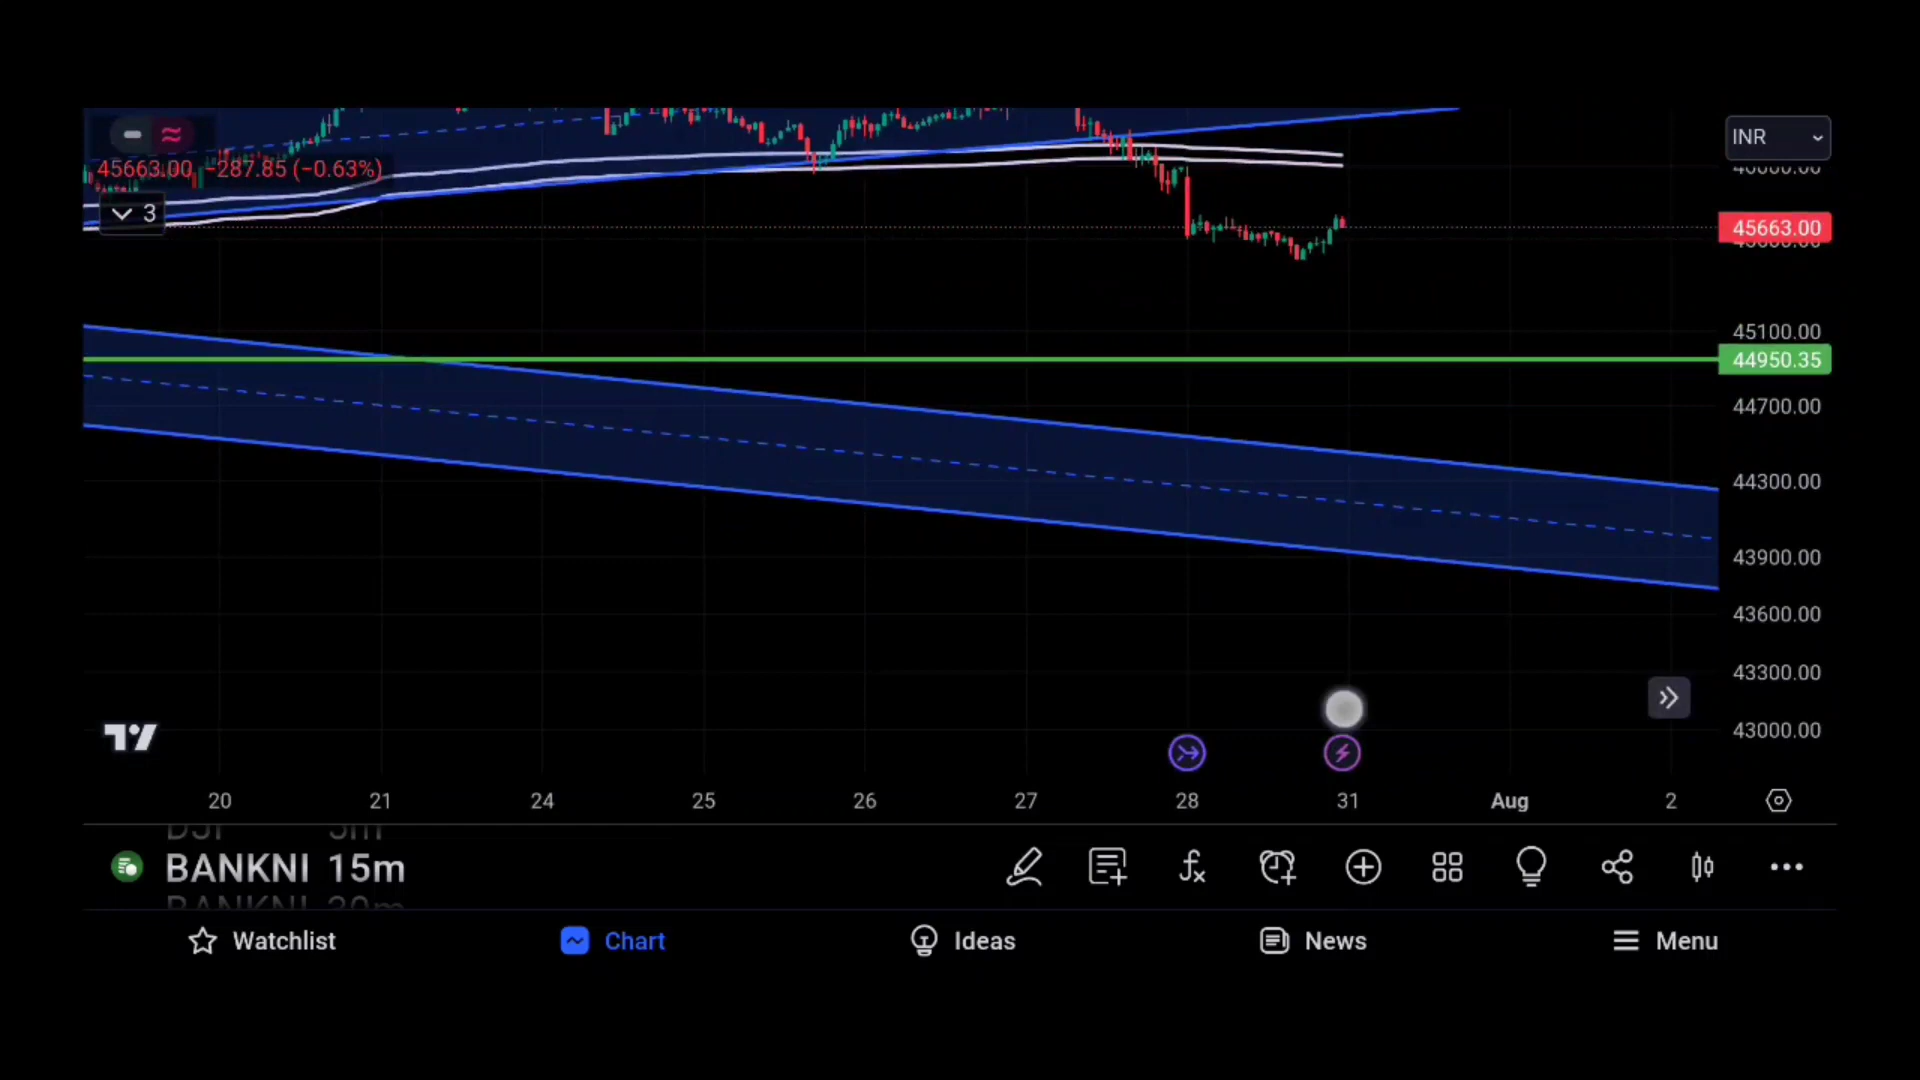 INR
45663.00 −287.85 (−0.63%)
3
45663.00
45100.00
44950.35
44700.00
44300.00
43900.00
43600.00
43300.00
43000.00
20 21 24 25 26 27 28 31 Aug 2
BANKNI 15m
Watchlist Chart Ideas News Menu